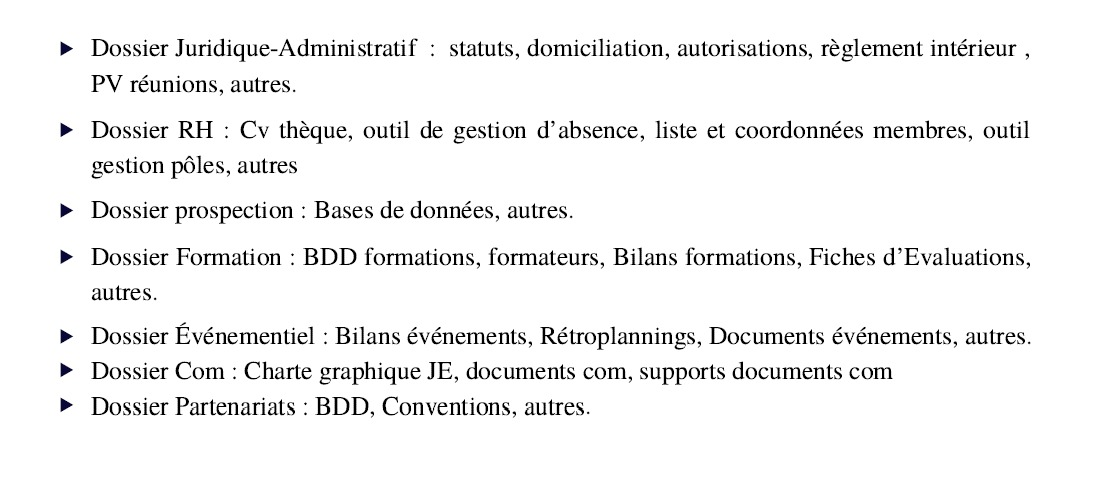 ▶ Dossier Juridique-Administratif : statuts, domiciliation, autorisations, règlement intérieur ,
PV réunions, autres.
▶ Dossier RH : Cv thèque, outil de gestion d'absence, liste et coordonnées membres, outil
gestion pôles, autres
▶ Dossier prospection : Bases de données, autres.
▶ Dossier Formation : BDD formations, formateurs, Bilans formations, Fiches d'Evaluations,
autres.
▶ Dossier Événementiel : Bilans événements, Rétroplannings, Documents événements, autres.
▶ Dossier Com : Charte graphique JE, documents com, supports documents com
▶ Dossier Partenariats : BDD, Conventions, autres.